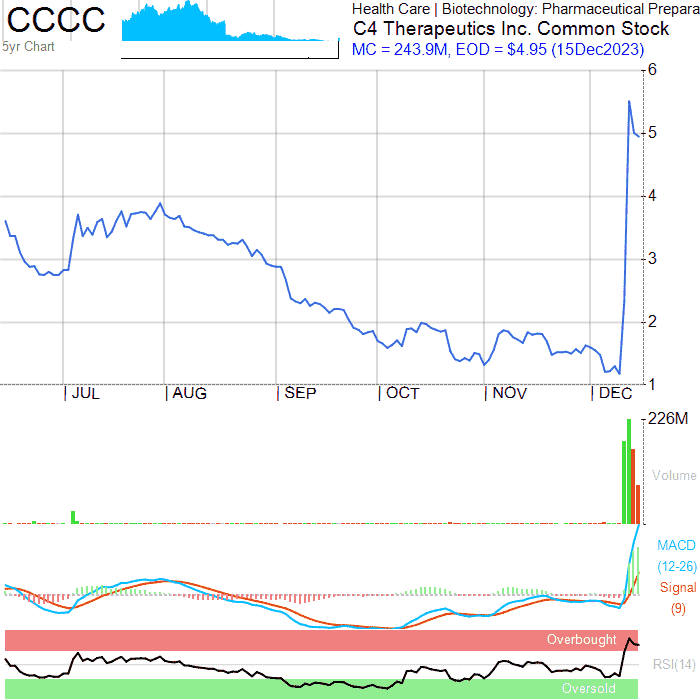 CCCC
5yr Chart
Health Care | Biotechnology: Pharmaceutical Prepara
C4 Therapeutics Inc. Common Stock
MC = 243.9M, EOD = $4.95 (15Dec2023)
6
5
4
3
2
1
JUL AUG SEP OCT NOV DEC
226M
Volume
MACD
(12-26)
Signal
(9)
Overbought
RSI(14)
Oversold